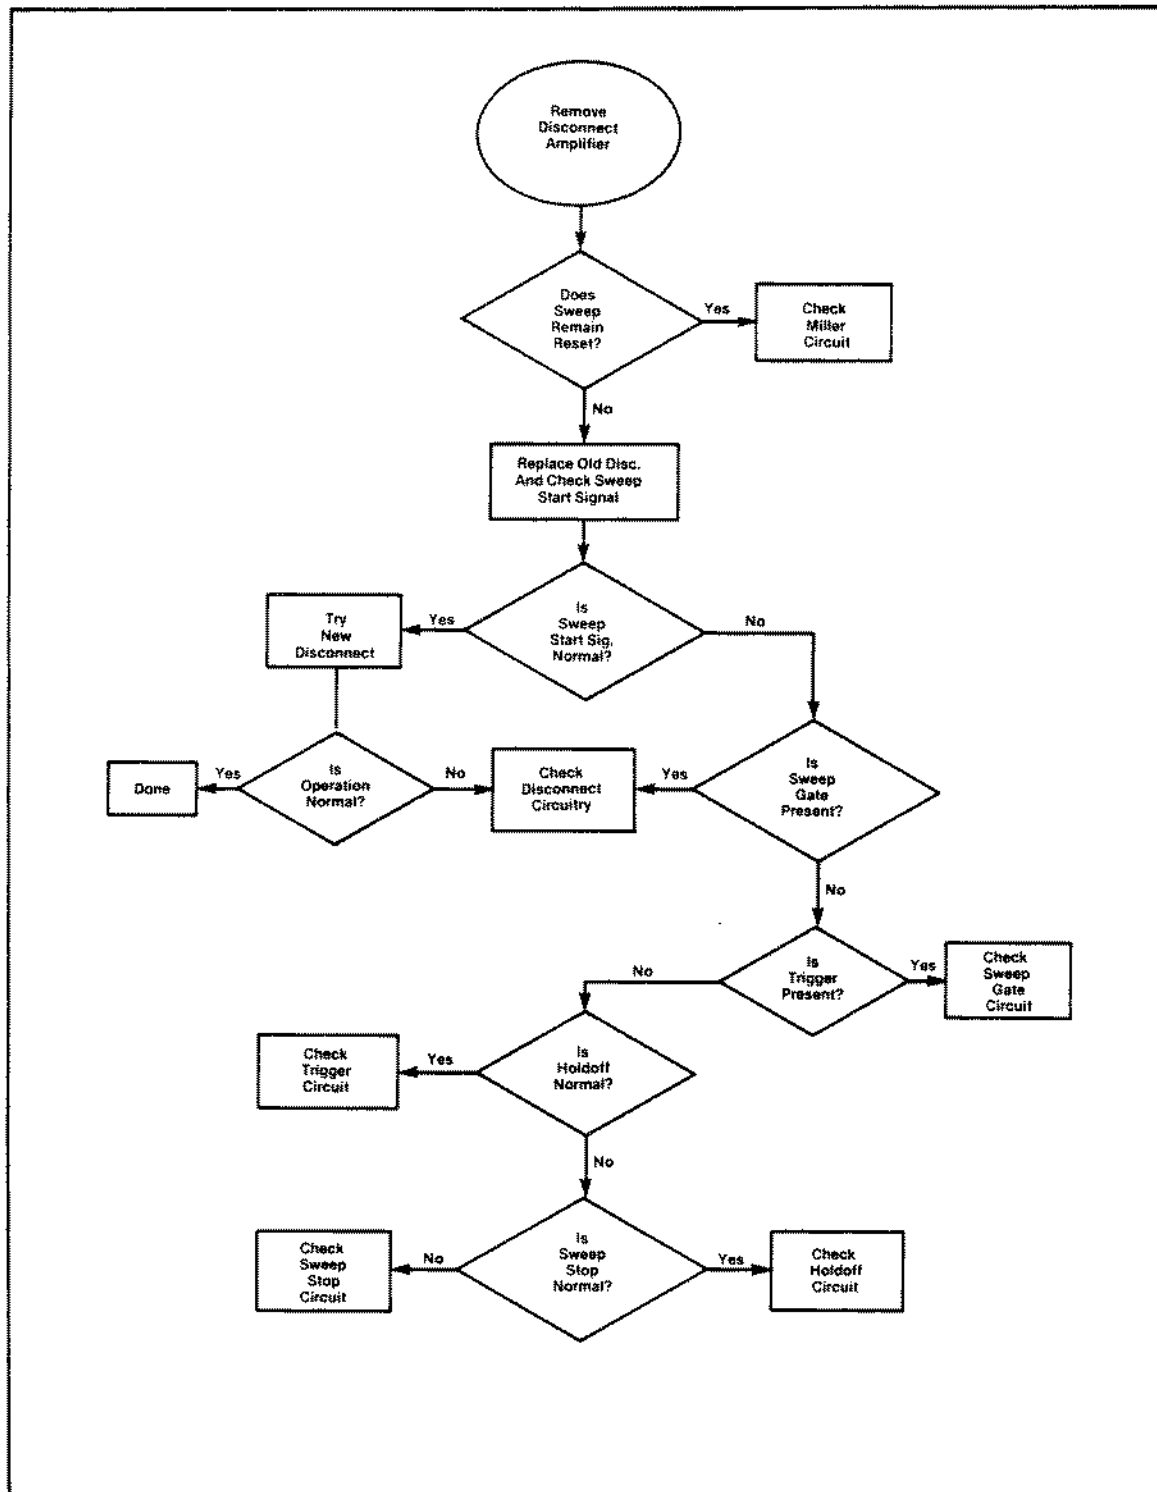 Remove
Disconnect
Amplifier
Does
Sweep
Remain
Reset?
Yes
Check
Miller
Circuit
No
Replace Old Disc.
And Check Sweep
Start Signal
Is
Sweep
Start Sig.
Normal?
Yes
Try
New
Disconnect
No
Is
Operation
Normal?
Yes
Done
No
Check
Disconnect
Circuitry
Yes
Is
Sweep
Gate
Present?
No
Is
Trigger
Present?
Yes
Check
Sweep
Gate
Circuit
No
Is
Holdoff
Normal?
Yes
Check
Trigger
Circuit
No
Is
Sweep
Stop
Normal?
No
Check
Sweep
Stop
Circuit
Yes
Check
Holdoff
Circuit